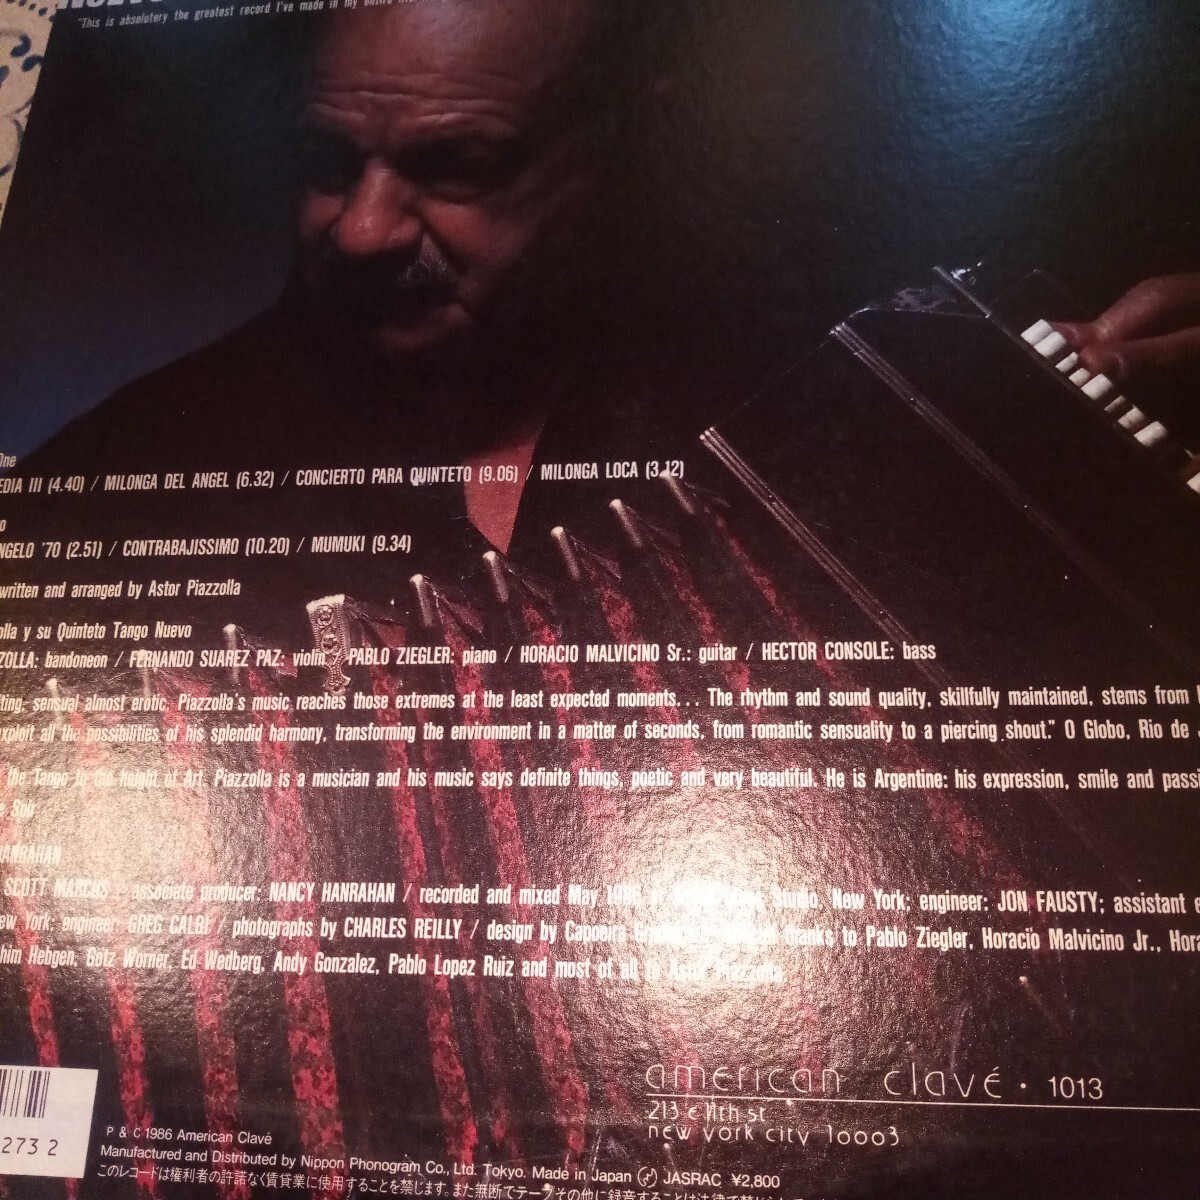 "This is absolutely the greatest record I've made in my entire
One
EDIA III (4.40) / MILONGA DEL ANGEL (6.32) / CONCIERTO PARA QUINTETO (9.06) / MILONGA LOCA (3.12)
o
NGELO '70 (2.51) / CONTRABAJISSIMO (10.20) / MUMUKI (9.34)
written and arranged by Astor Piazzolla
olla y su Quinteto Tango Nuevo
ZOLLA: bandoneon / FERNANDO SUAREZ PAZ: violin / PABLO ZIEGLER: piano / HORACIO MALVICINO Sr.: guitar / HECTOR CONSOLE: bass
ting, sensual almost erotic, Piazzolla's music reaches those extremes at the least expected moments... The rhythm and sound quality, skillfully maintained, stems from
xploit all the possibilities of his splendid harmony, transforming the environment in a matter of seconds, from romantic sensuality to a piercing shout." O Globo, Rio de
the Tango to the height of Art. Piazzolla is a musician and his music says definite things, poetic and very beautiful. He is Argentine: his expression, smile and passi
e Soir
HANRAHAN
SCOTT MARCUS / associate producer: NANCY HANRAHAN / recorded and mixed May 1986 Studio, New York; engineer: JON FAUSTY; assistant e
ew York; engineer: GREG CALBI / photographs by CHARLES REILLY / design by Capoeira thanks to Pablo Ziegler, Horacio Malvicino Jr., Hora
him Hebgen, Götz Wörner, Ed Wedberg, Andy Gonzalez, Pablo Lopez Ruiz and most of all to Astor Piazzolla
american clavé · 1013
213 e 11th st
new york city 10003
273 2
P & C 1986 American Clavé
Manufactured and Distributed by Nippon Phonogram Co., Ltd. Tokyo. Made in Japan JASRAC ¥2,800
このレコードは権利者の許諾なく賃貸業に使用することを禁じます。また無断でテープその他に録音することは法律で禁じ